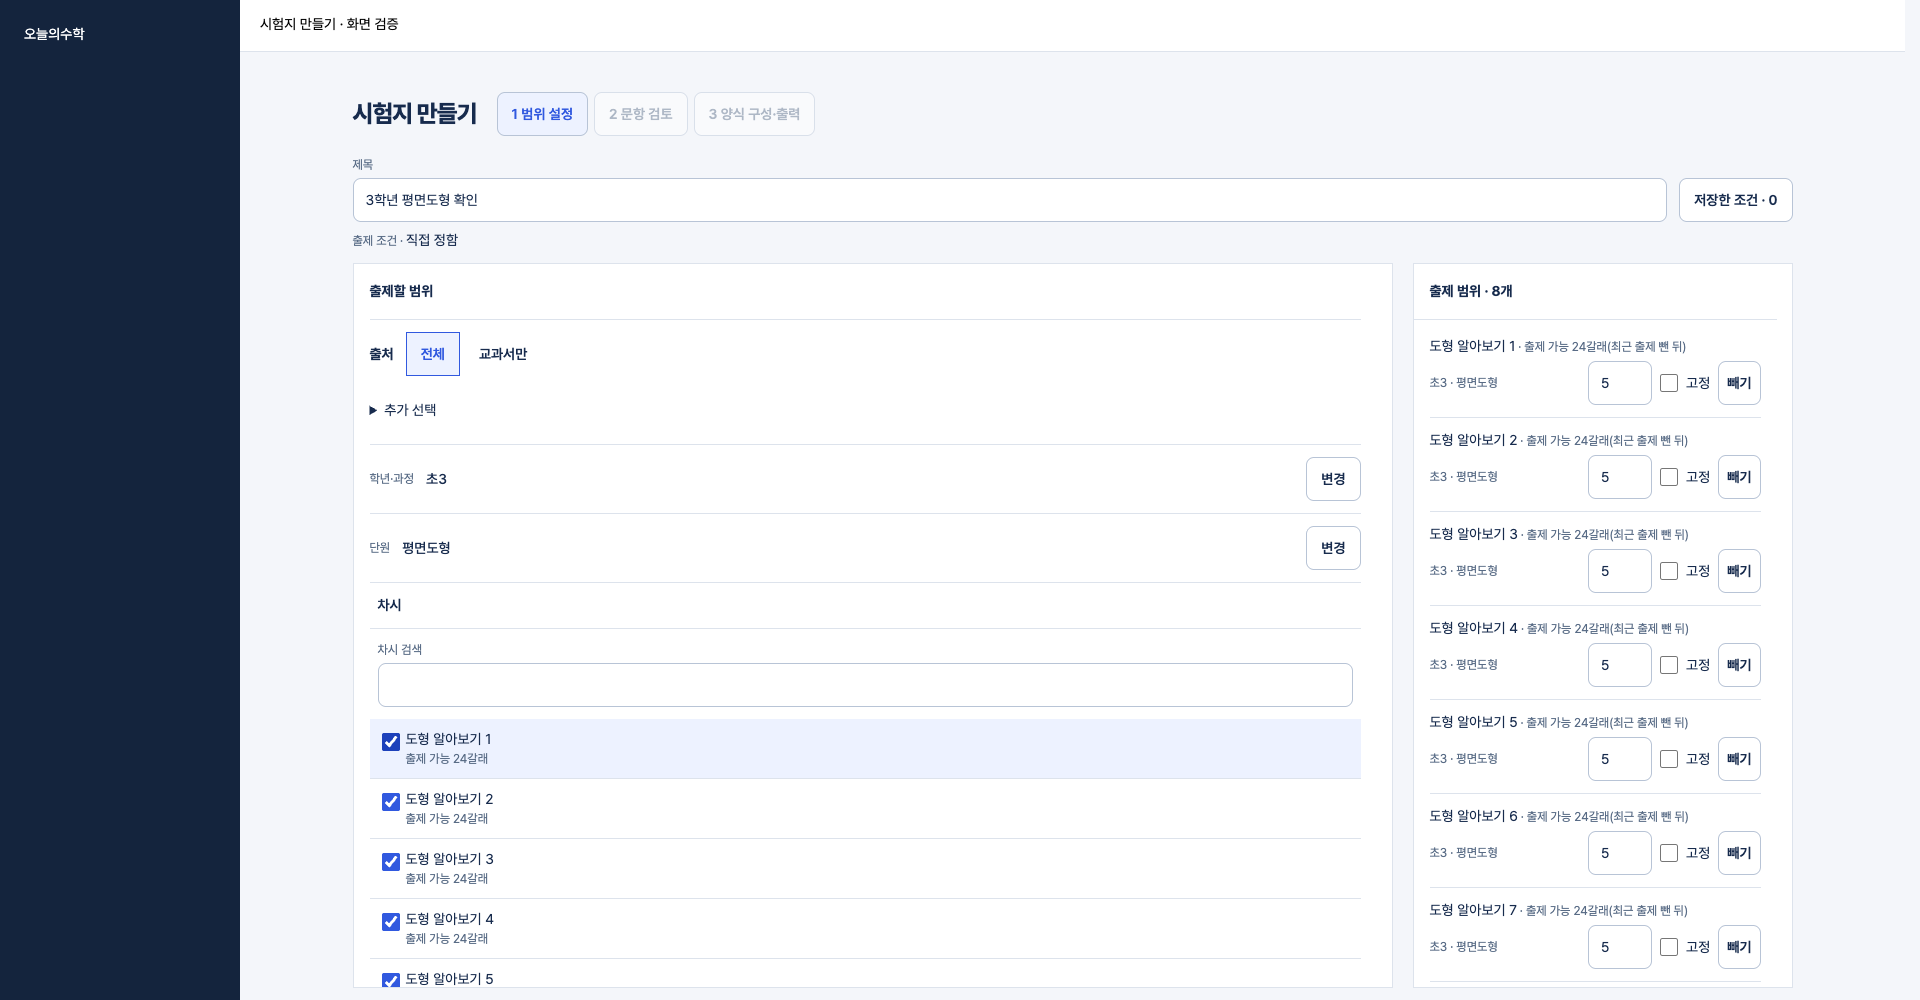 오늘의수학
시험지 만들기 · 화면 검증
시험지 만들기
1 범위 설정
2 문항 검토
3 양식 구성·출력
제목
3학년 평면도형 확인
저장한 조건 · 0
출제 조건 · 직접 정함
출제할 범위
출처 전체 교과서만
▶ 추가 선택
학년·과정 초3 변경
단원 평면도형 변경
차시
차시 검색
도형 알아보기 1
출제 가능 24갈래
도형 알아보기 2
출제 가능 24갈래
도형 알아보기 3
출제 가능 24갈래
도형 알아보기 4
출제 가능 24갈래
도형 알아보기 5
출제 범위 · 8개
도형 알아보기 1 · 출제 가능 24갈래(최근 출제 뺀 뒤)
초3 · 평면도형 5 고정 빼기
도형 알아보기 2 · 출제 가능 24갈래(최근 출제 뺀 뒤)
초3 · 평면도형 5 고정 빼기
도형 알아보기 3 · 출제 가능 24갈래(최근 출제 뺀 뒤)
초3 · 평면도형 5 고정 빼기
도형 알아보기 4 · 출제 가능 24갈래(최근 출제 뺀 뒤)
초3 · 평면도형 5 고정 빼기
도형 알아보기 5 · 출제 가능 24갈래(최근 출제 뺀 뒤)
초3 · 평면도형 5 고정 빼기
도형 알아보기 6 · 출제 가능 24갈래(최근 출제 뺀 뒤)
초3 · 평면도형 5 고정 빼기
도형 알아보기 7 · 출제 가능 24갈래(최근 출제 뺀 뒤)
초3 · 평면도형 5 고정 빼기